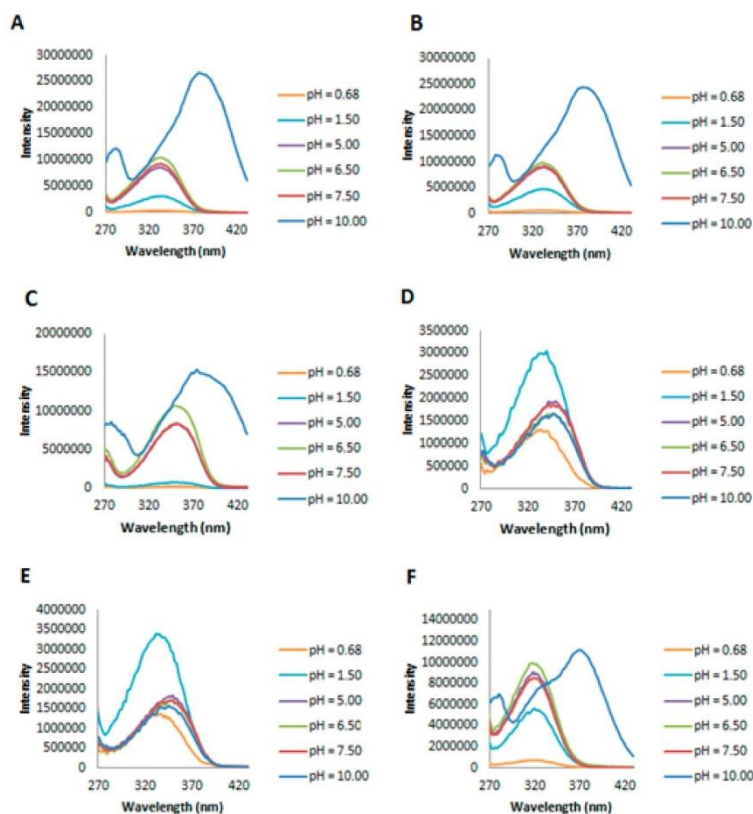 A
30000000
25000000
20000000
15000000
10000000
5000000
0
Intensity
270 320 370 420
Wavelength (nm)
pH = 0.68
pH = 1.50
pH = 5.00
pH = 6.50
pH = 7.50
pH = 10.00
B
30000000
25000000
20000000
15000000
10000000
5000000
0
Intensity
270 320 370 420
Wavelength (nm)
pH = 0.68
pH = 1.50
pH = 5.00
pH = 6.50
pH = 7.50
pH = 10.00
C
20000000
15000000
10000000
5000000
0
Intensity
270 320 370 420
Wavelength (nm)
pH = 0.68
pH = 1.50
pH = 5.00
pH = 6.50
pH = 7.50
pH = 10.00
D
3500000
3000000
2500000
2000000
1500000
1000000
500000
0
Intensity
270 320 370 420
Wavelength (nm)
pH = 0.68
pH = 1.50
pH = 5.00
pH = 6.50
pH = 7.50
pH = 10.00
E
4000000
3500000
3000000
2500000
2000000
1500000
1000000
500000
0
Intensity
270 320 370 420
Wavelength (nm)
pH = 0.68
pH = 1.50
pH = 5.00
pH = 6.50
pH = 7.50
pH = 10.00
F
14000000
12000000
10000000
8000000
6000000
4000000
2000000
0
Intensity
270 320 370 420
Wavelength (nm)
pH = 0.68
pH = 1.50
pH = 5.00
pH = 6.50
pH = 7.50
pH = 10.00